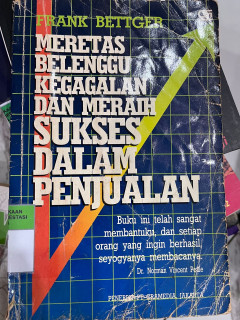 FRANK BETTGER
MERETAS
BELENGGU
KEGAGALAN
DAN MERAIH
SUKSES
DALAM
PENJUALAN
Buku ini telah sangat
membantuku, dan setiap
orang yang ingin berhasil,
seyogyanya membacanya.
Dr. Norman Vincent Peale
PENERBIT PT GRAMEDIA, JAKARTA